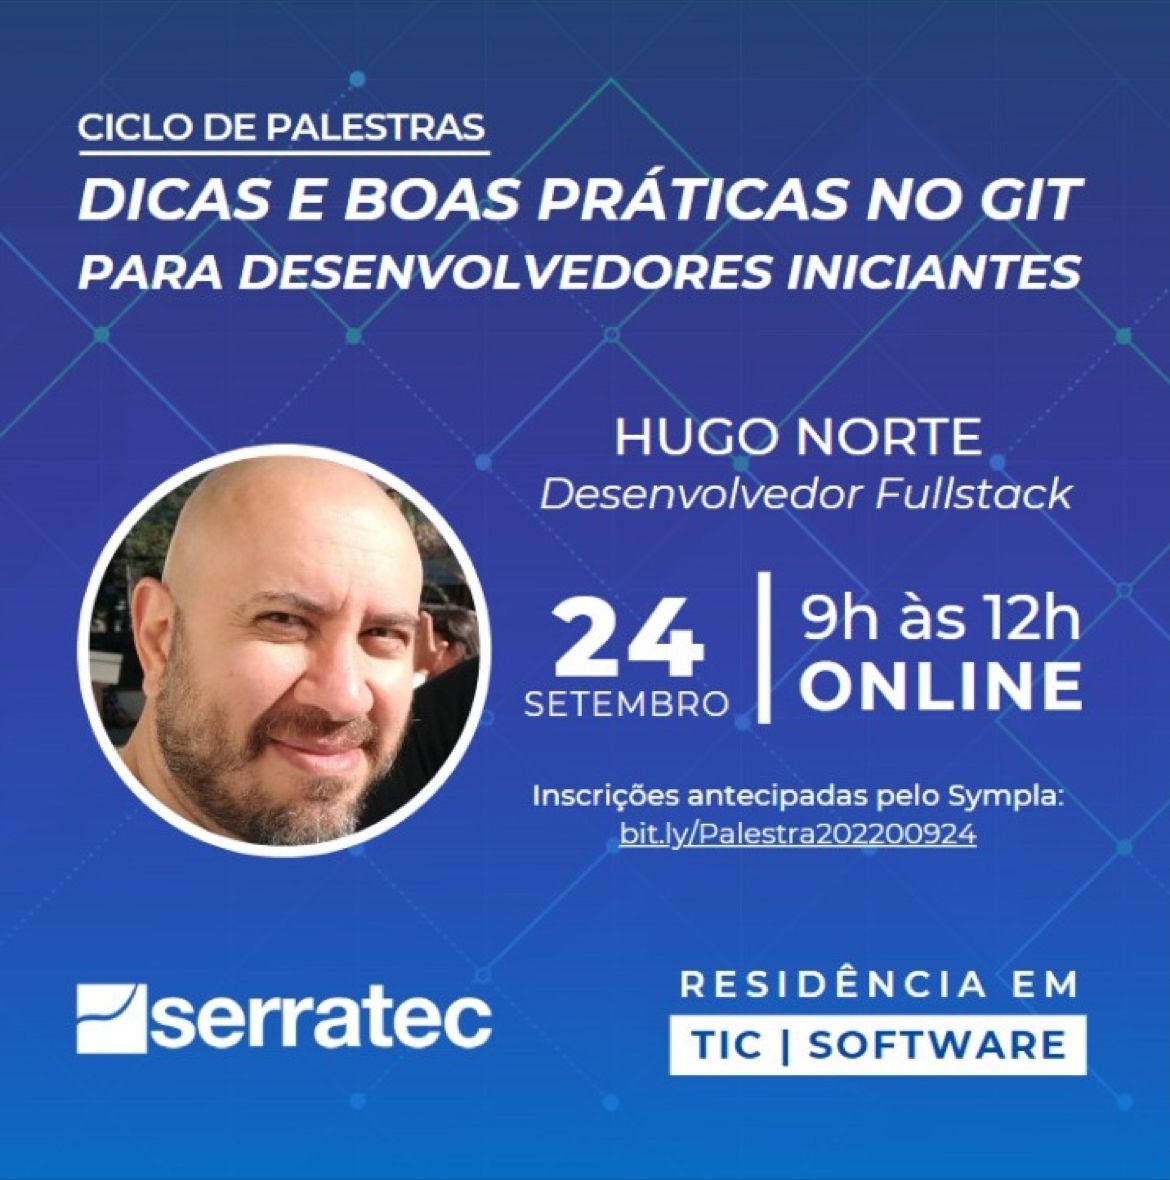 CICLO DE PALESTRAS
DICAS E BOAS PRÁTICAS NO GIT
PARA DESENVOLVEDORES INICIANTES
HUGO NORTE
Desenvolvedor Fullstack
24
SETEMBRO
9h às 12h
ONLINE
Inscrições antecipadas pelo Sympla:
bit.ly/Palestra202200924
serratec
RESIDÊNCIA EM
TIC | SOFTWARE